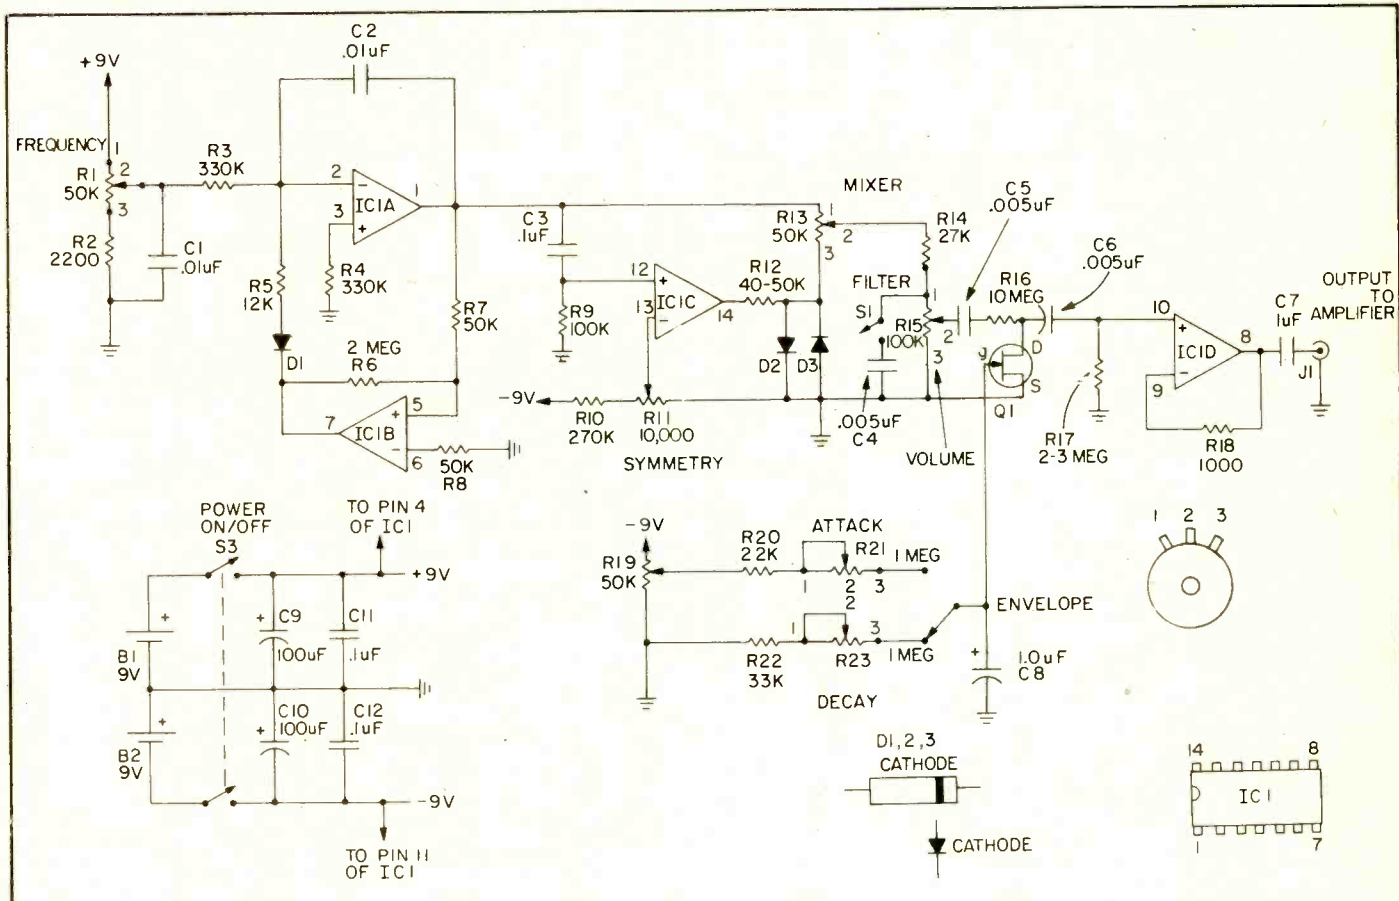 C2
.01uF
+9V
FREQUENCY
1
R1
50K
2
3
R2
2200
C1
.01uF
R3
330K
2
-
3
+
IC1A
1
R4
330K
R5
12K
D1
2 MEG
R6
R7
50K
7
IC1B
+
5
-
6
50K
R8
C3
.1uF
R9
100K
12
+
13
-
IC1C
14
R12
40-50K
D2
D3
-9V
R10
270K
R11
10,000
SYMMETRY
MIXER
R13
50K
1
2
3
R14
27K
FILTER
S1
.005uF
C4
1
R15
100K
2
3
VOLUME
C5
.005uF
R16
10 MEG
C6
.005uF
D
S
Q1
R17
2-3 MEG
10
+
9
-
IC1D
8
R18
1000
C7
1uF
OUTPUT
TO
AMPLIFIER
J1
POWER
ON/OFF
S3
TO PIN 4
OF IC1
+9V
+
B1
9V
+
C9
100uF
C11
.1uF
+
B2
9V
+
C10
100uF
C12
.1uF
-9V
TO PIN 11
OF IC1
-9V
R19
50K
R20
22K
ATTACK
R21
1
2
3
1 MEG
R22
33K
1
2
3
R23
1 MEG
DECAY
ENVELOPE
+
1.0uF
C8
1 2 3
D1,2,3
CATHODE
CATHODE
14 8
IC1
1 7